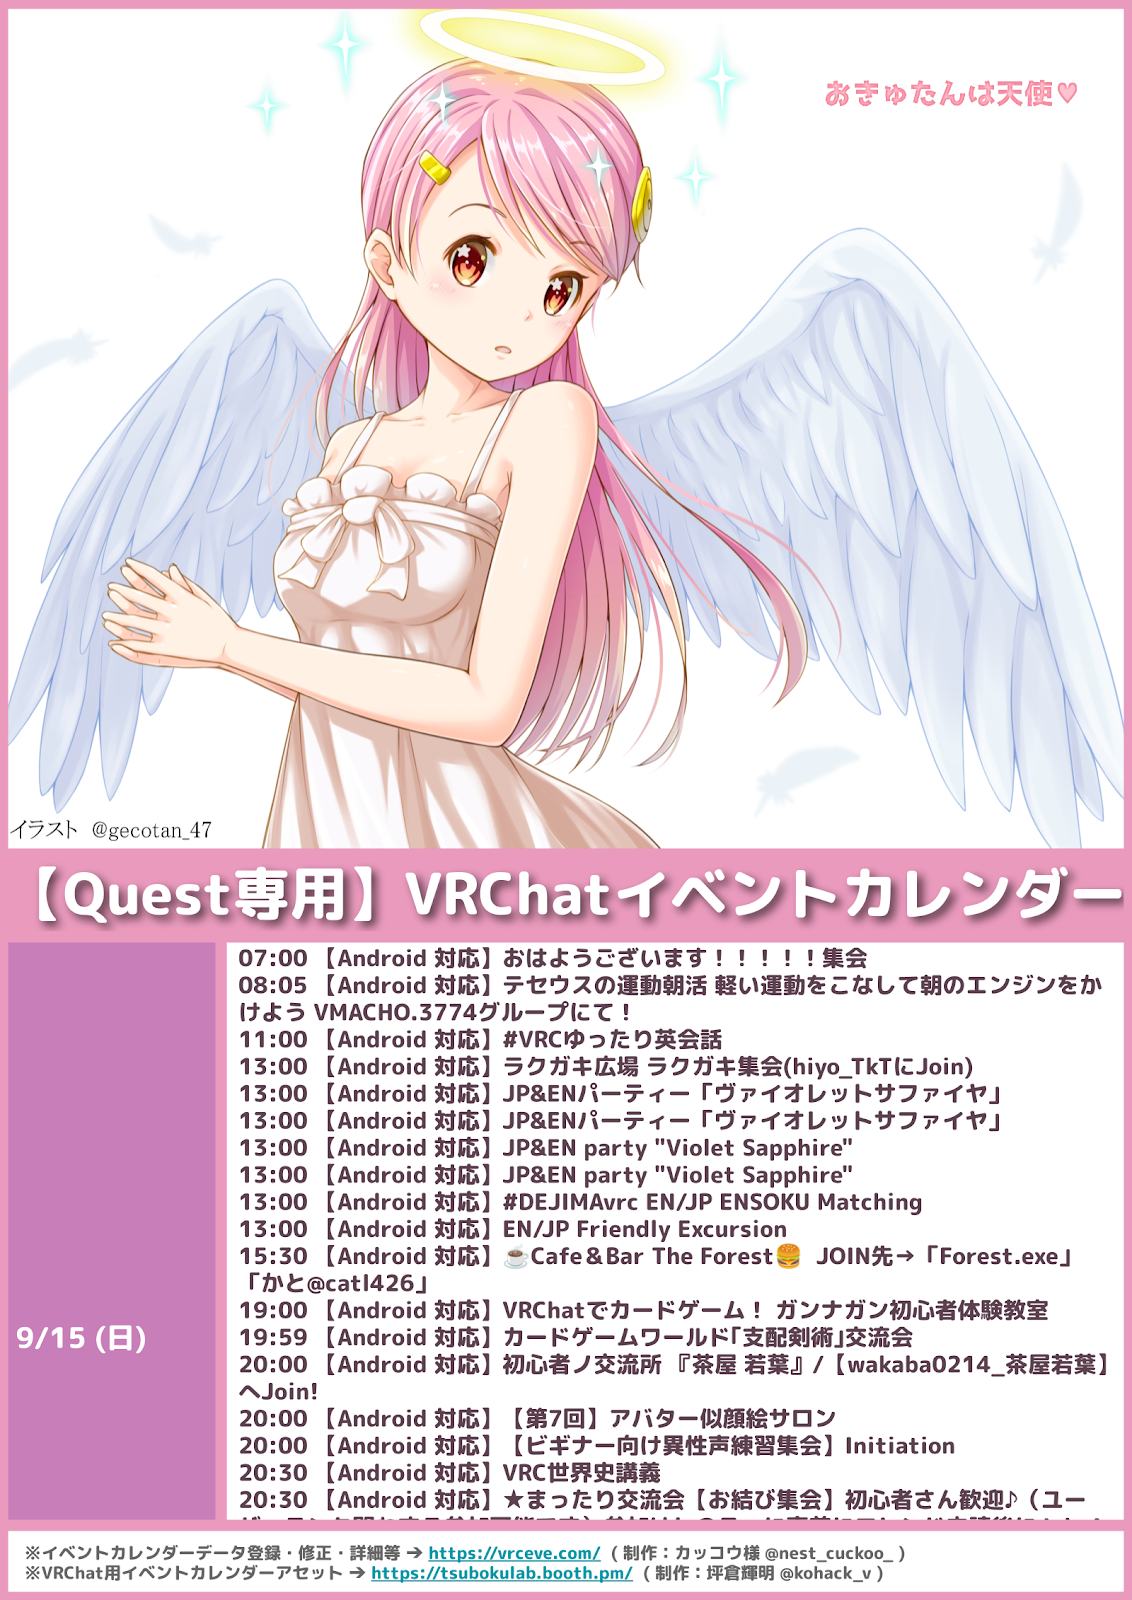 おきゅたんは天使♥
イラスト @gecotan_47
【Quest専用】VRChatイベントカレンダー
9/15 (日)
07:00 【Android 対応】おはようございます！！！！！集会
08:05 【Android 対応】テセウスの運動朝活 軽い運動をこなして朝のエンジンをか
けよう VMACHO.3774グループにて！
11:00 【Android 対応】#VRCゆったり英会話
13:00 【Android 対応】ラクガキ広場 ラクガキ集会(hiyo_TkTにJoin)
13:00 【Android 対応】JP&ENパーティー「ヴァイオレットサファイヤ」
13:00 【Android 対応】JP&ENパーティー「ヴァイオレットサファイヤ」
13:00 【Android 対応】JP&EN party "Violet Sapphire"
13:00 【Android 対応】JP&EN party "Violet Sapphire"
13:00 【Android 対応】#DEJIMAvrc EN/JP ENSOKU Matching
13:00 【Android 対応】EN/JP Friendly Excursion
15:30 【Android 対応】☕Cafe＆Bar The Forest🍔 JOIN先→「Forest.exe」
「かと@catl426」
19:00 【Android 対応】VRChatでカードゲーム！ ガンナガン初心者体験教室
19:59 【Android 対応】カードゲームワールド｢支配剣術｣交流会
20:00 【Android 対応】初心者ノ交流所 『茶屋 若葉』/【wakaba0214_茶屋若葉】
へJoin!
20:00 【Android 対応】【第7回】アバター似顔絵サロン
20:00 【Android 対応】【ビギナー向け異性声練習集会】Initiation
20:30 【Android 対応】VRC世界史講義
20:30 【Android 対応】★まったり交流会【お結び集会】初心者さん歓迎♪（ユー
※イベントカレンダーデータ登録・修正・詳細等 ➔ https://vrceve.com/ ( 制作：カッコウ様 @nest_cuckoo_ )
※VRChat用イベントカレンダーアセット ➔ https://tsubokulab.booth.pm/ ( 制作：坪倉輝明 @kohack_v )